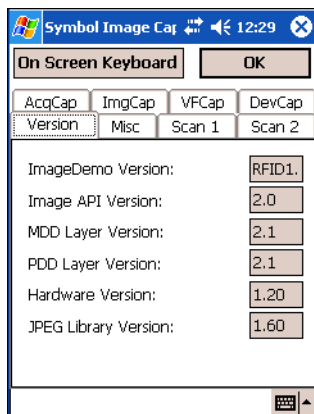 Symbol Image Cap 12:29
On Screen Keyboard OK
AcqCap ImgCap VFCap DevCap
Version Misc Scan 1 Scan 2
ImageDemo Version: RFID1.
Image API Version: 2.0
MDD Layer Version: 2.1
PDD Layer Version: 2.1
Hardware Version: 1.20
JPEG Library Version: 1.60